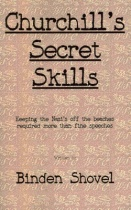 Churchill's
Secret
Skills
Keeping the Nazi's off the beaches
required more than fine speeches
Binden Shovel